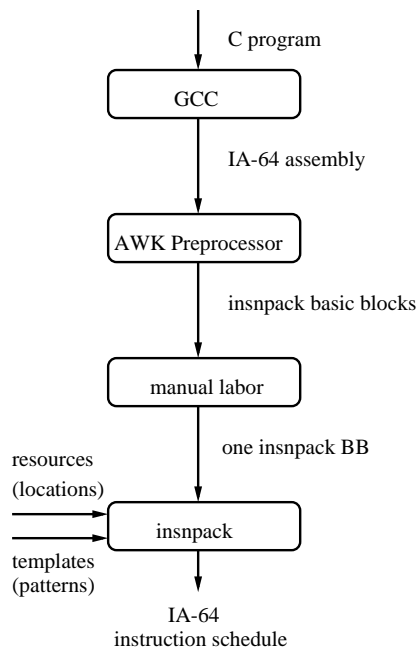 C program
GCC
IA-64 assembly
AWK Preprocessor
insnpack basic blocks
manual labor
one insnpack BB
resources
(locations)
insnpack
templates
(patterns)
IA-64
instruction schedule